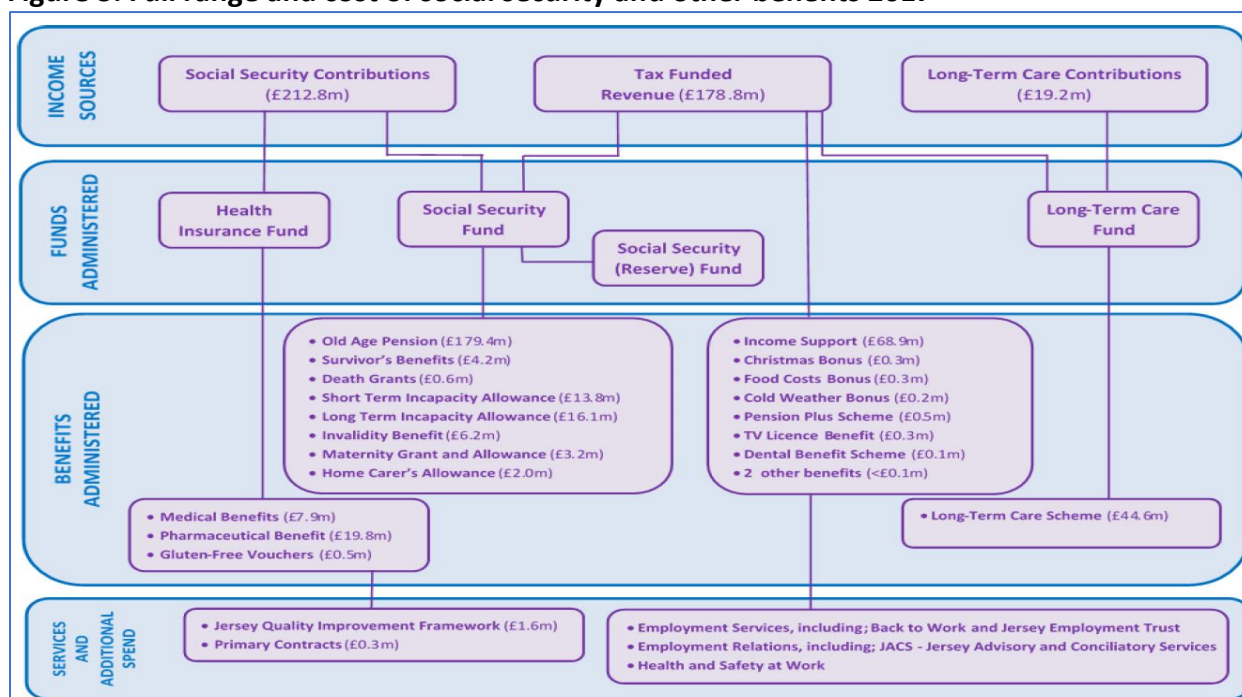 INCOME
SOURCES
Social Security Contributions
(£212.8m)
Tax Funded
Revenue (£178.8m)
Long-Term Care Contributions
(£19.2m)
FUNDS
ADMINISTERED
Health
Insurance Fund
Social Security
Fund
Social Security
(Reserve) Fund
Long-Term Care
Fund
BENEFITS
ADMINISTERED
• Old Age Pension (£179.4m)
• Survivor's Benefits (£4.2m)
• Death Grants (£0.6m)
• Short Term Incapacity Allowance (£13.8m)
• Long Term Incapacity Allowance (£16.1m)
• Invalidity Benefit (£6.2m)
• Maternity Grant and Allowance (£3.2m)
• Home Carer's Allowance (£2.0m)
• Income Support (£68.9m)
• Christmas Bonus (£0.3m)
• Food Costs Bonus (£0.3m)
• Cold Weather Bonus (£0.2m)
• Pension Plus Scheme (£0.5m)
• TV Licence Benefit (£0.3m)
• Dental Benefit Scheme (£0.1m)
• 2 other benefits (<£0.1m)
• Medical Benefits (£7.9m)
• Pharmaceutical Benefit (£19.8m)
• Gluten-Free Vouchers (£0.5m)
• Long-Term Care Scheme (£44.6m)
SERVICES
AND
ADDITIONAL
SPEND
• Jersey Quality Improvement Framework (£1.6m)
• Primary Contracts (£0.3m)
• Employment Services, including; Back to Work and Jersey Employment Trust
• Employment Relations, including; JACS - Jersey Advisory and Conciliatory Services
• Health and Safety at Work